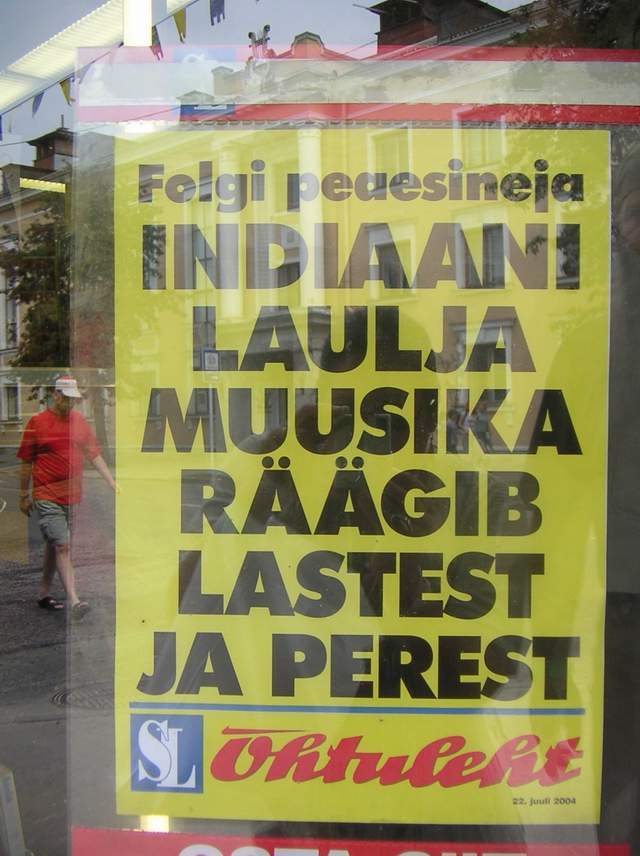 Folgi peaesineja
INDIAANI
LAULJA
MUUSIKA
RÄÄGIB
LASTEST
JA PEREST
SL Õhtuleht
22. juuli 2004